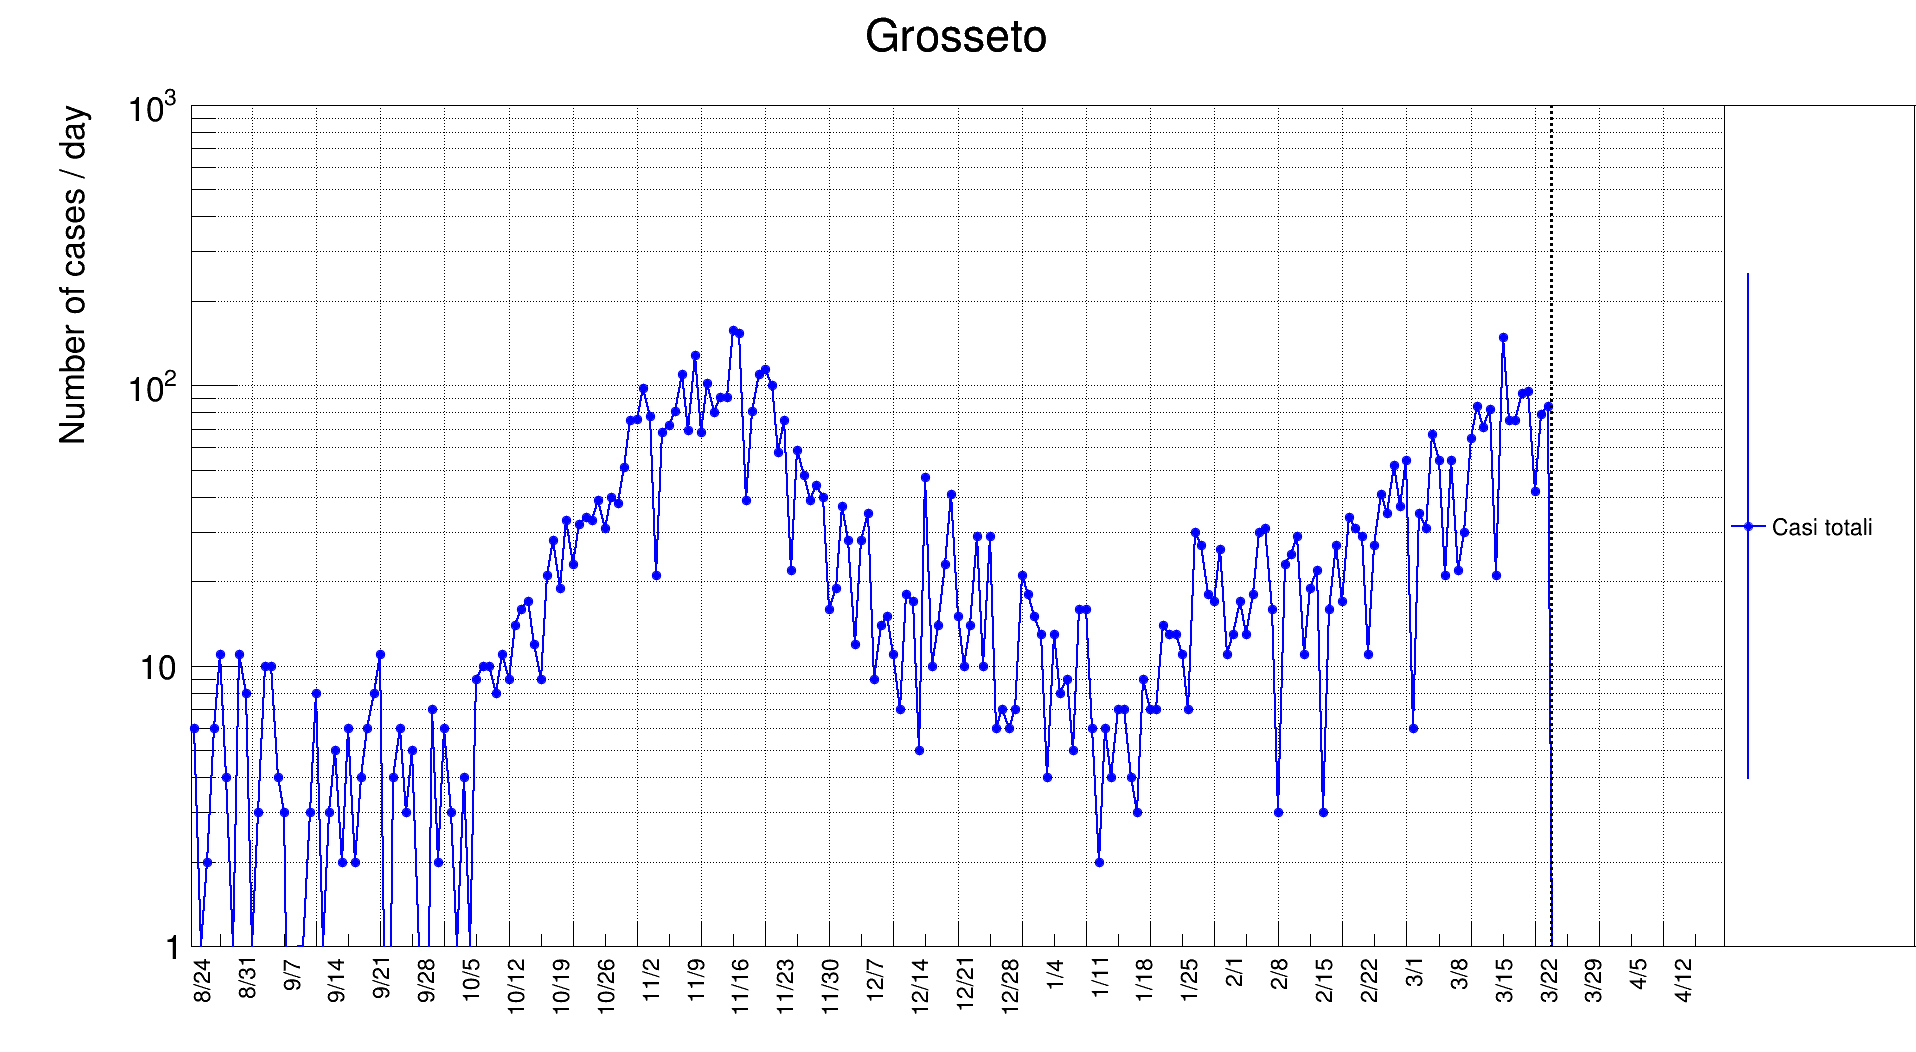 Grosseto
Number of cases / day
10³
10²
10
1
8/24 8/31 9/7 9/14 9/21 9/28 10/5 10/12 10/19 10/26 11/2 11/9 11/16 11/23 11/30 12/7 12/14 12/21 12/28 1/4 1/11 1/18 1/25 2/1 2/8 2/15 2/22 3/1 3/8 3/15 3/22 3/29 4/5 4/12
Casi totali